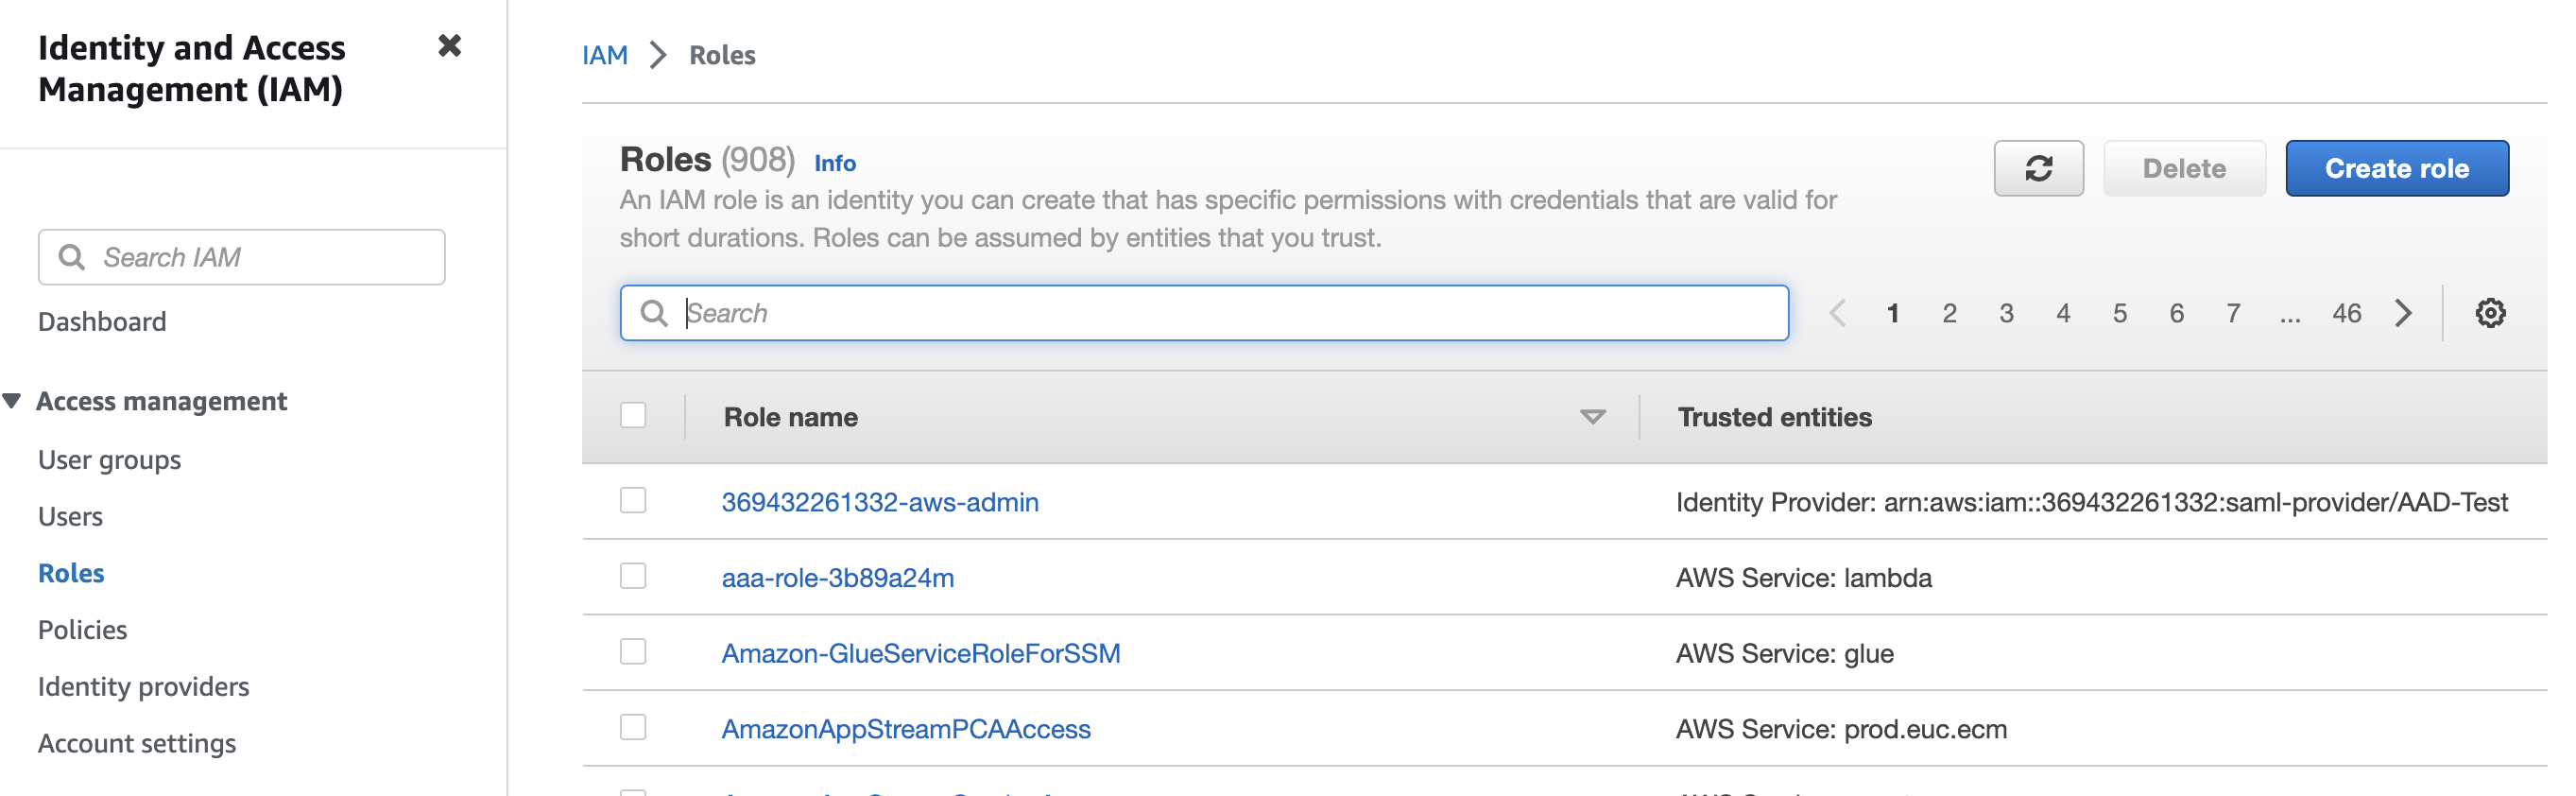 Identity and Access
Management (IAM)
Search IAM
Dashboard
Access management
User groups
Users
Roles
Policies
Identity providers
Account settings
IAM > Roles
Roles (908) Info
An IAM role is an identity you can create that has specific permissions with credentials that are valid for
short durations. Roles can be assumed by entities that you trust.
Delete
Create role
Search
1 2 3 4 5 6 7 ... 46
Role name Trusted entities
369432261332-aws-admin Identity Provider: arn:aws:iam::369432261332:saml-provider/AAD-Test
aaa-role-3b89a24m AWS Service: lambda
Amazon-GlueServiceRoleForSSM AWS Service: glue
AmazonAppStreamPCAAccess AWS Service: prod.euc.ecm